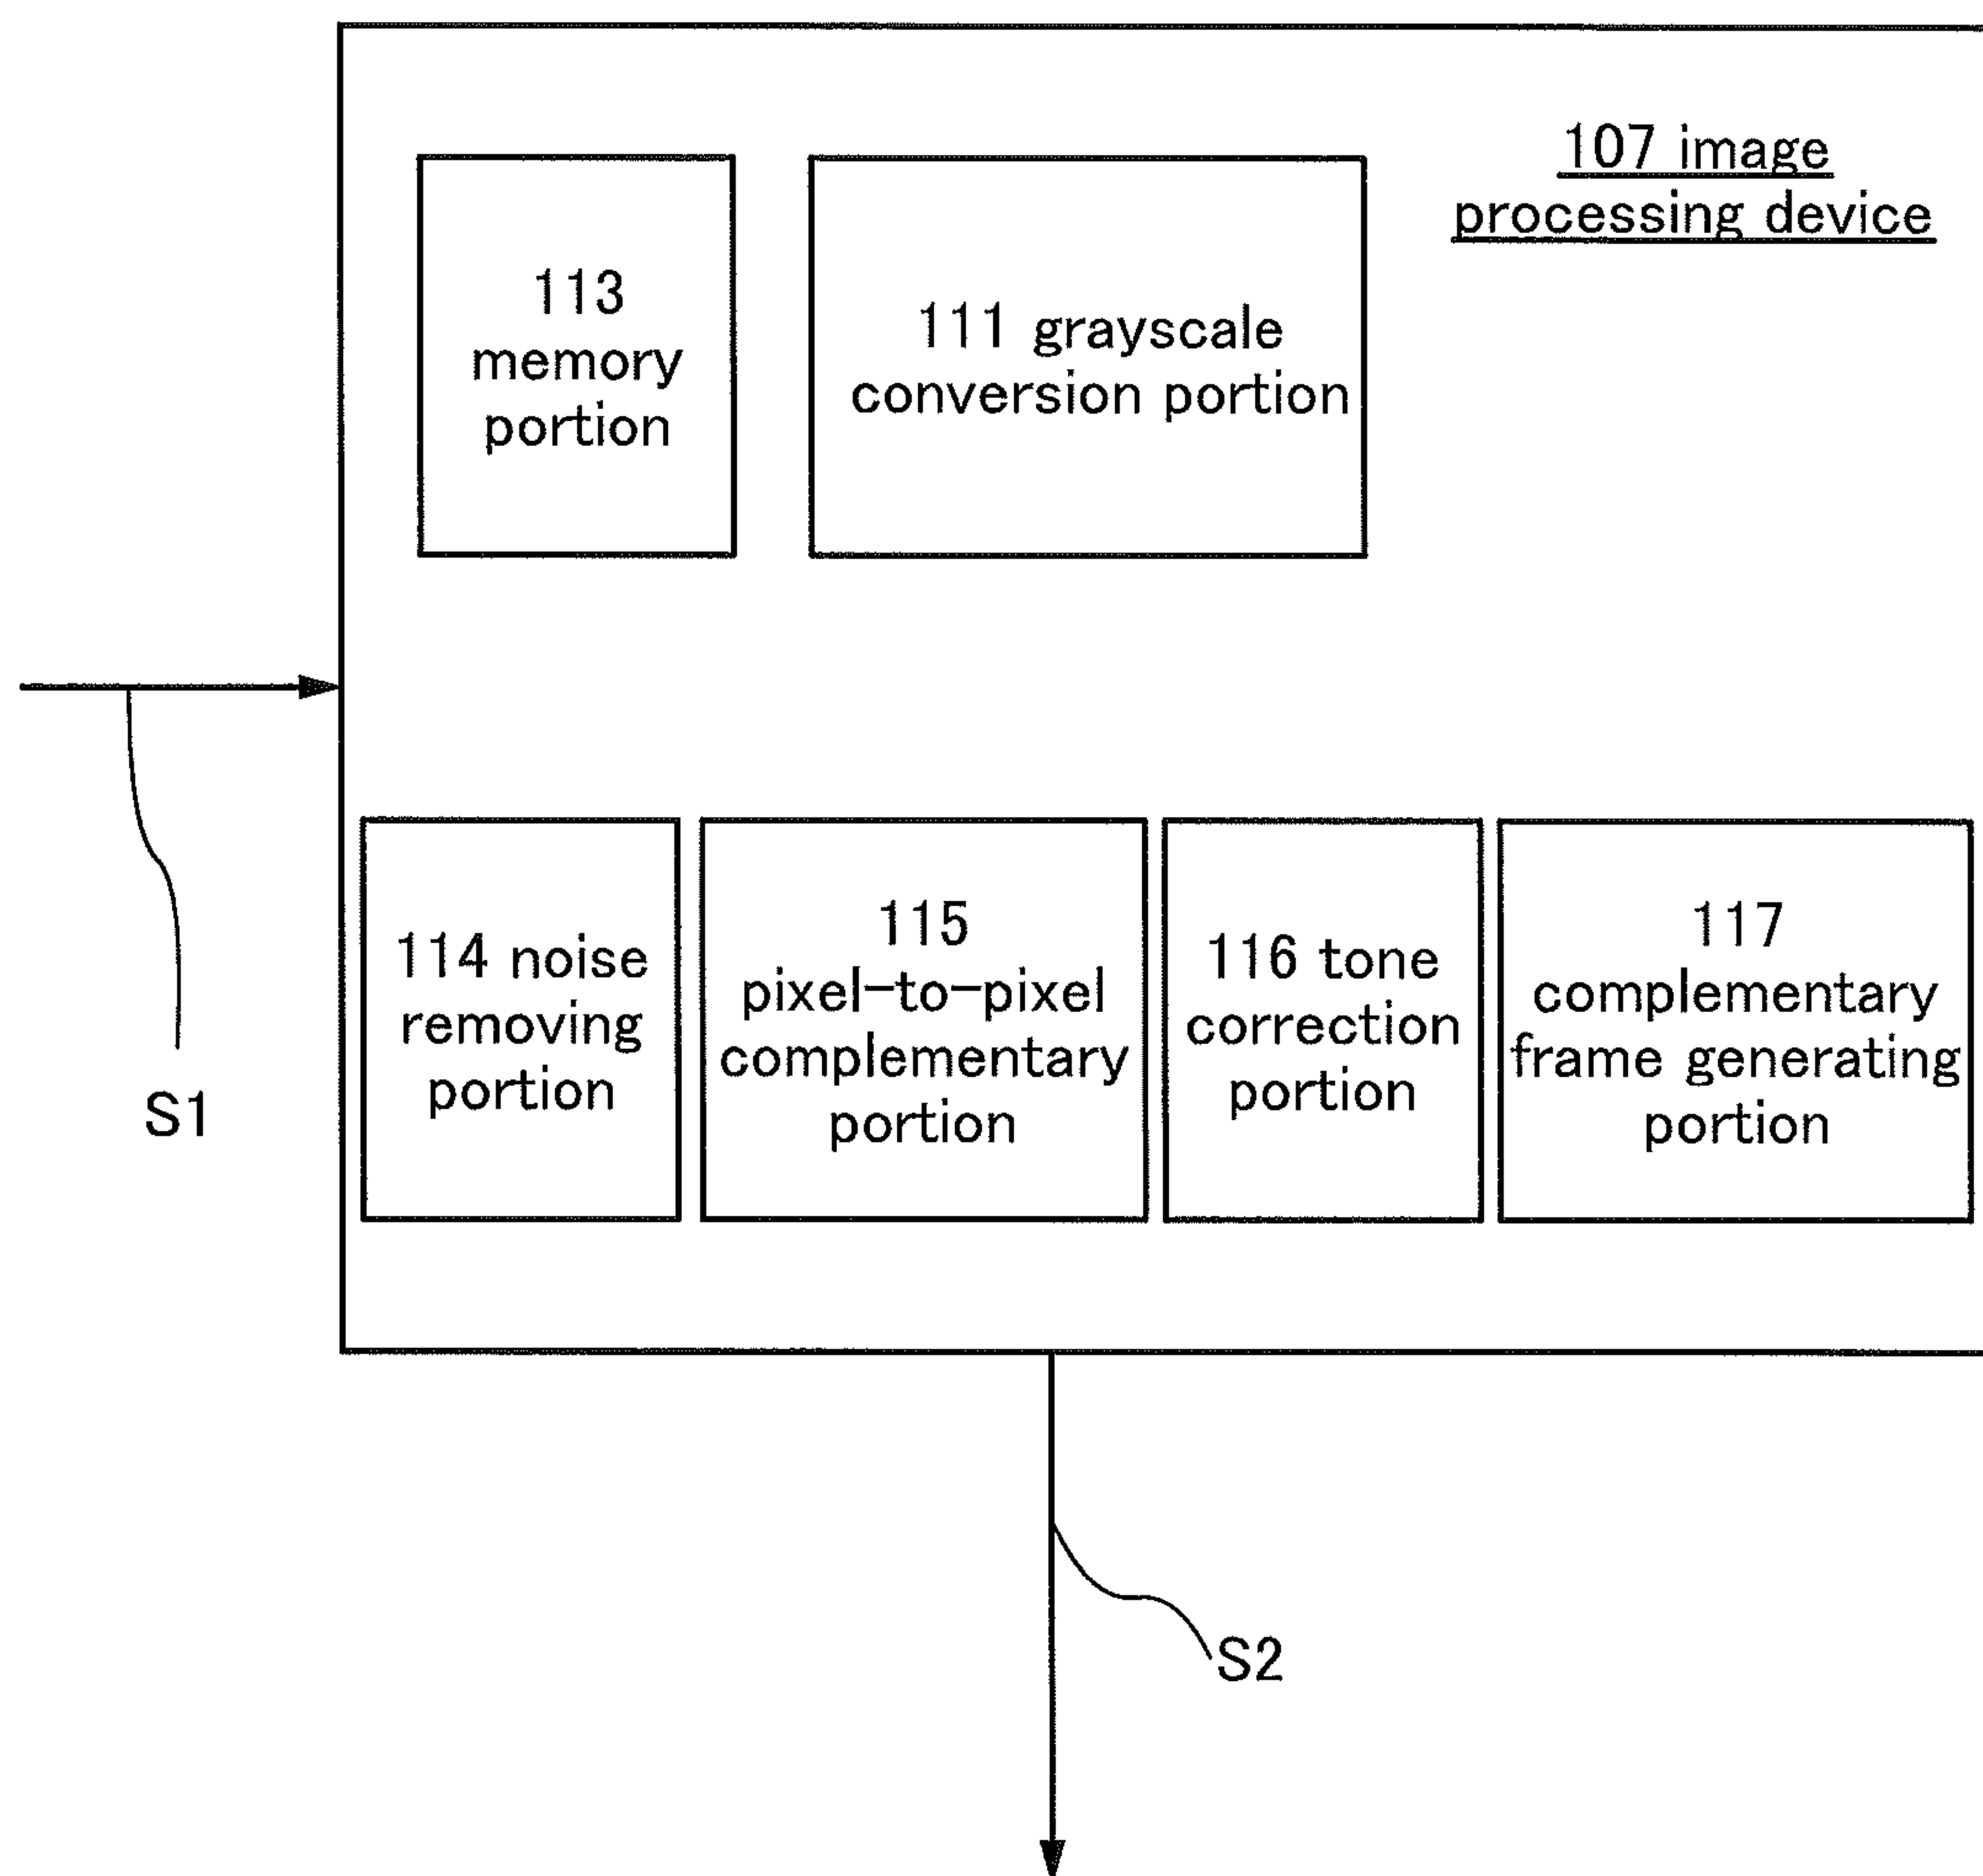 107 image
processing device
113
memory
portion
111 grayscale
conversion portion
114 noise
removing
portion
115
pixel-to-pixel
complementary
portion
116 tone
correction
portion
117
complementary
frame generating
portion
S1
S2